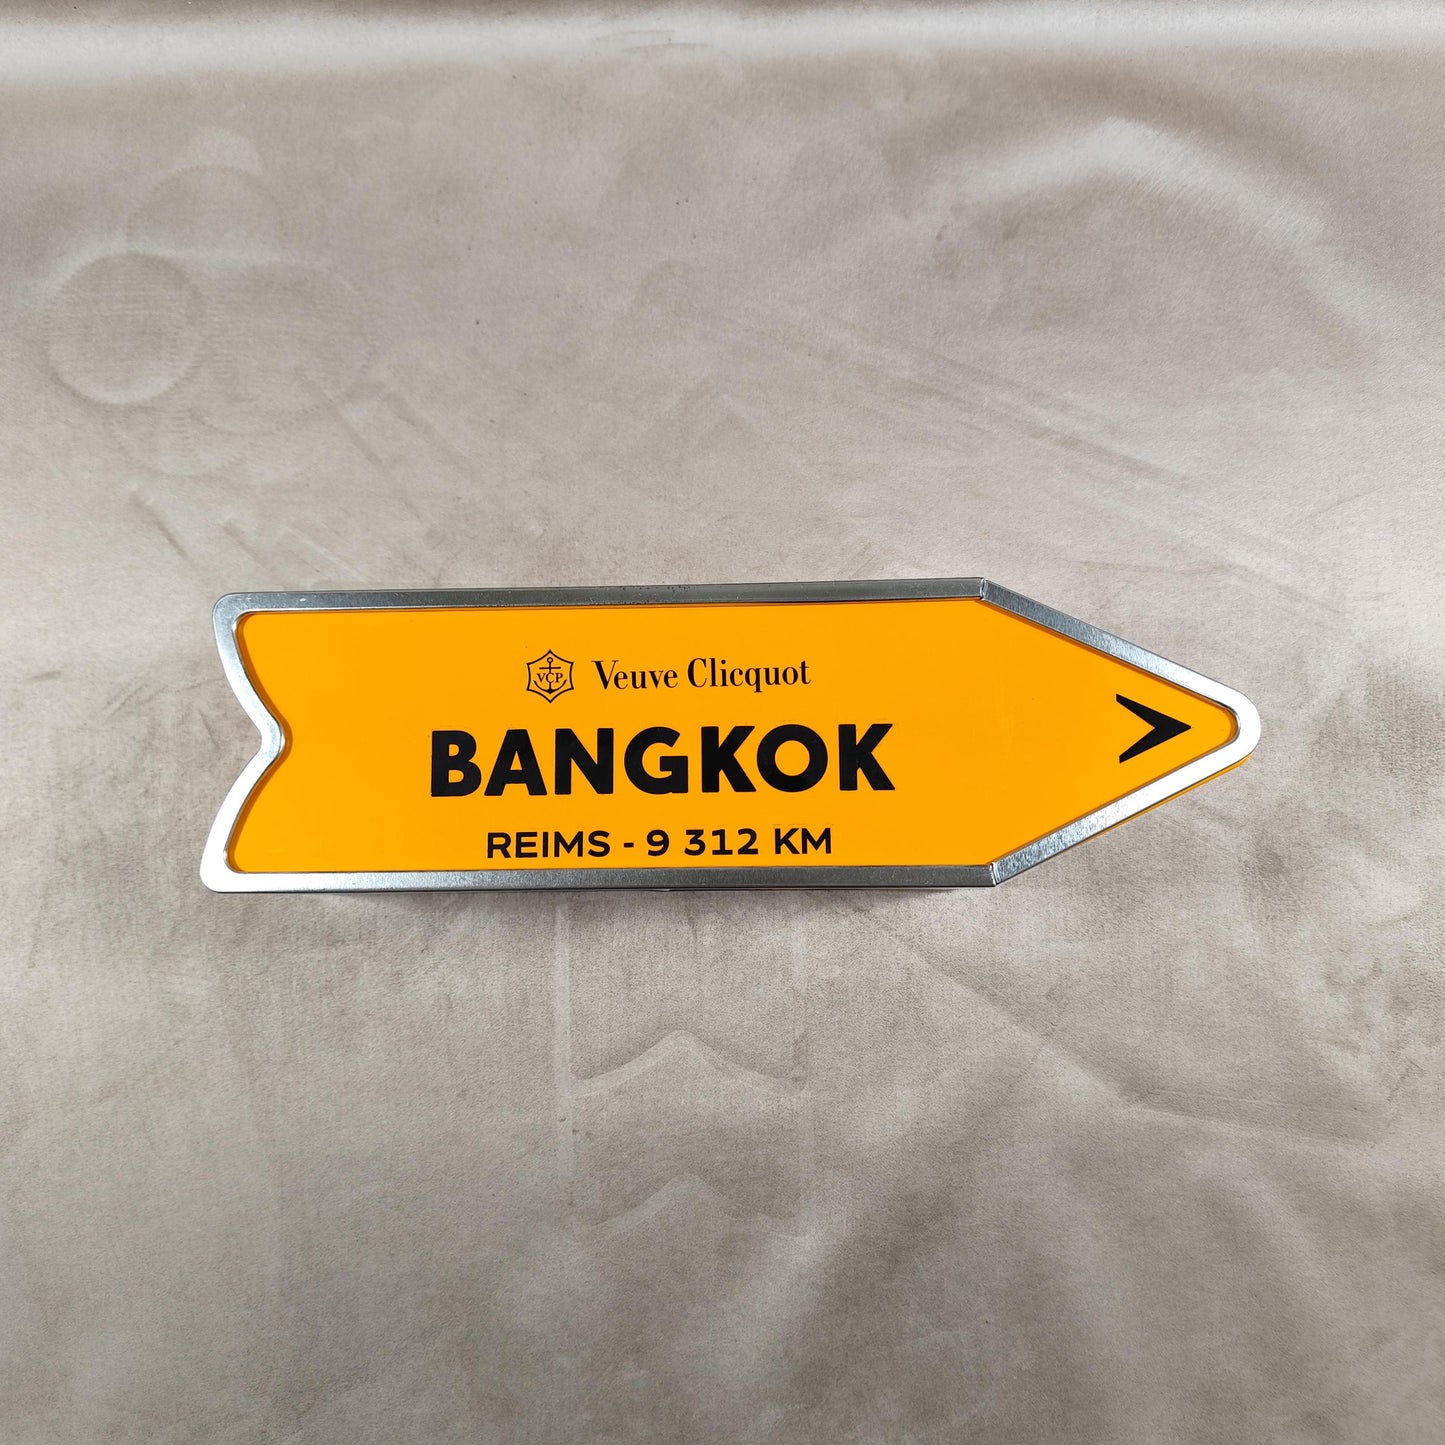 VCP Veuve Clicquot
BANGKOK
REIMS - 9 312 KM